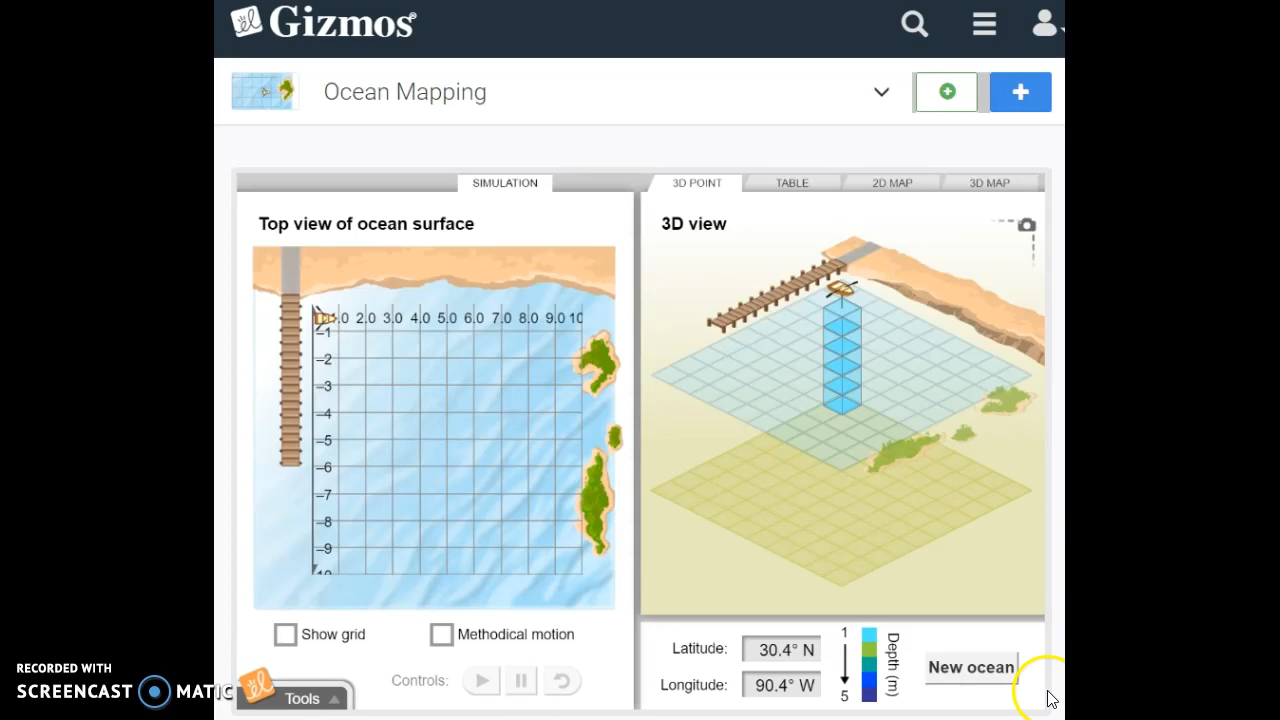 Gizmos®
Ocean Mapping
SIMULATION
3D POINT
TABLE
2D MAP
3D MAP
Top view of ocean surface
.0 2.0 3.0 4.0 5.0 6.0 7.0 8.0 9.0 10
–1
–2
–3
–4
–5
–6
–7
–8
–9
3D view
Show grid
Methodical motion
Controls:
Tools
Latitude: 30.4° N
Longitude: 90.4° W
1
5
Depth (m)
New ocean
RECORDED WITH
SCREENCAST MATIC